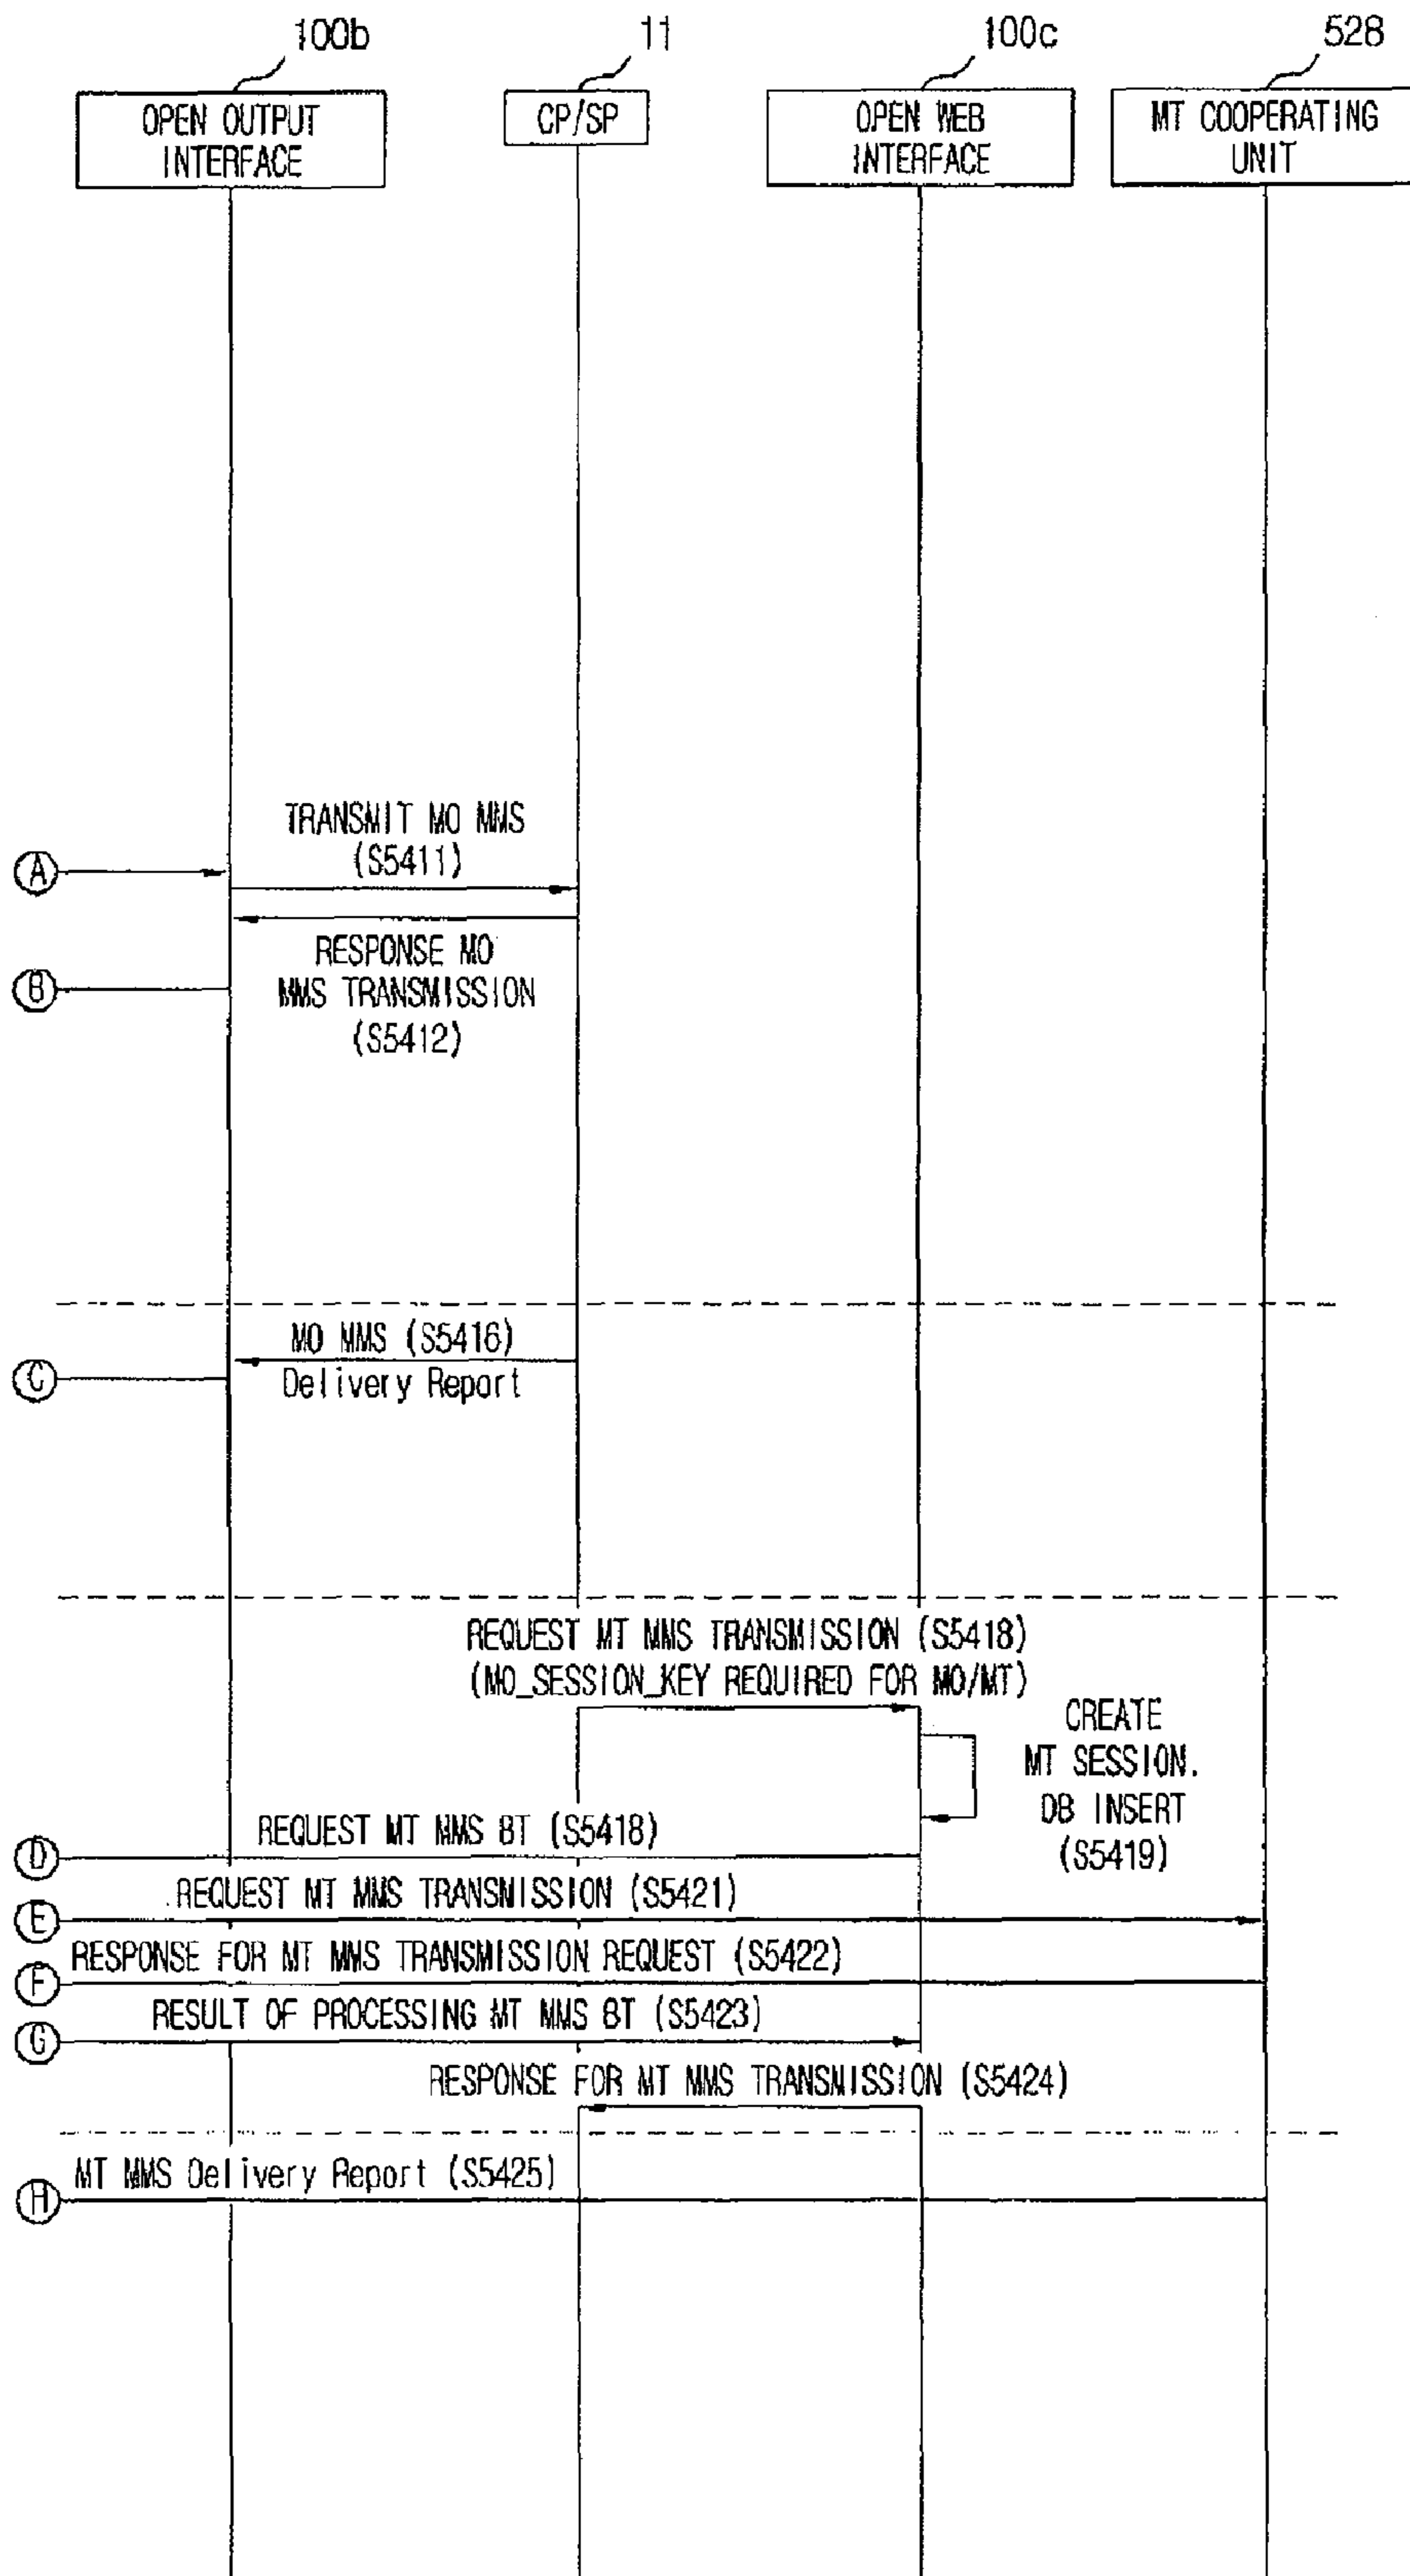 100b
11
100c
528
OPEN OUTPUT
INTERFACE
CP/SP
OPEN WEB
INTERFACE
MT COOPERATING
UNIT
TRANSMIT MO MMS
(S5411)
A
RESPONSE MO
MMS TRANSMISSION
(S5412)
B
MO MMS (S5416)
Delivery Report
C
REQUEST MT MMS TRANSMISSION (S5418)
(MO_SESSION_KEY REQUIRED FOR MO/MT)
CREATE
MT SESSION.
DB INSERT
(S5419)
REQUEST MT MMS BT (S5418)
D
REQUEST MT MMS TRANSMISSION (S5421)
E
RESPONSE FOR MT MMS TRANSMISSION REQUEST (S5422)
F
RESULT OF PROCESSING MT MMS BT (S5423)
G
RESPONSE FOR MT MMS TRANSMISSION (S5424)
MT MMS Delivery Report (S5425)
H